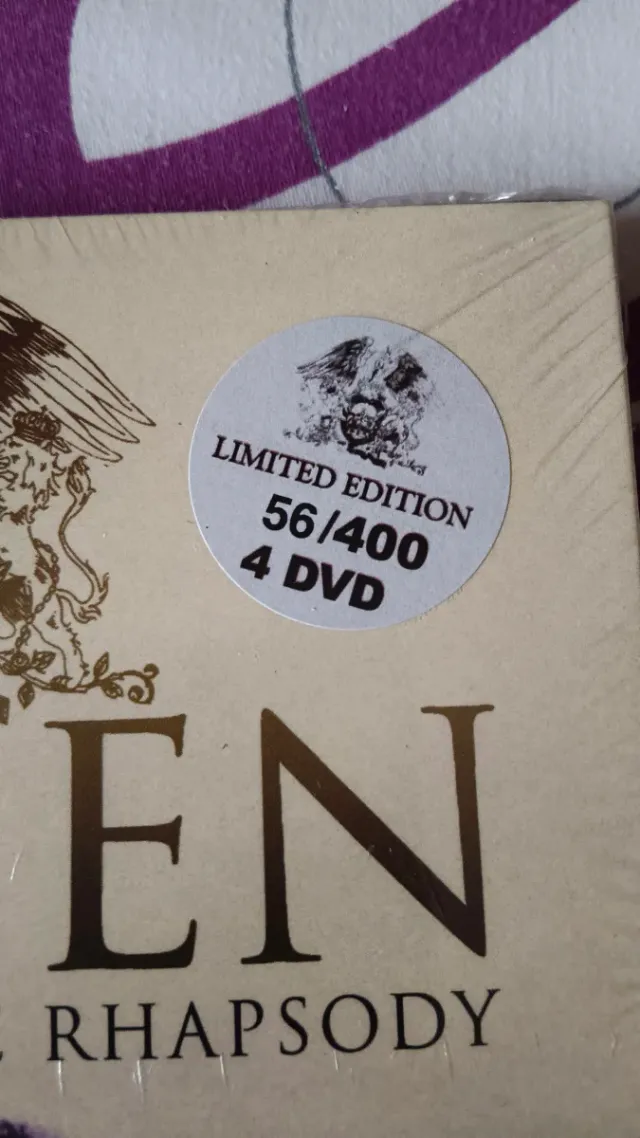 LIMITED EDITION
56/400
4 DVD
EN
RHAPSODY